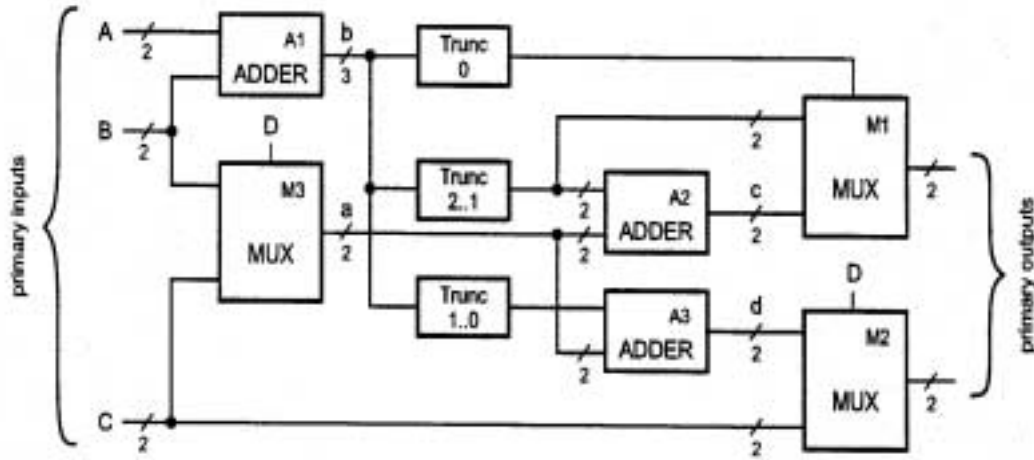 primary inputs
A
2
A1
ADDER
b
3
Trunc
0
B
2
D
M3
MUX
a
2
Trunc
2..1
2
2
A2
ADDER
c
2
2
M1
MUX
2
Trunc
1..0
2
A3
ADDER
d
2
D
M2
MUX
2
C
2
2
primary outputs